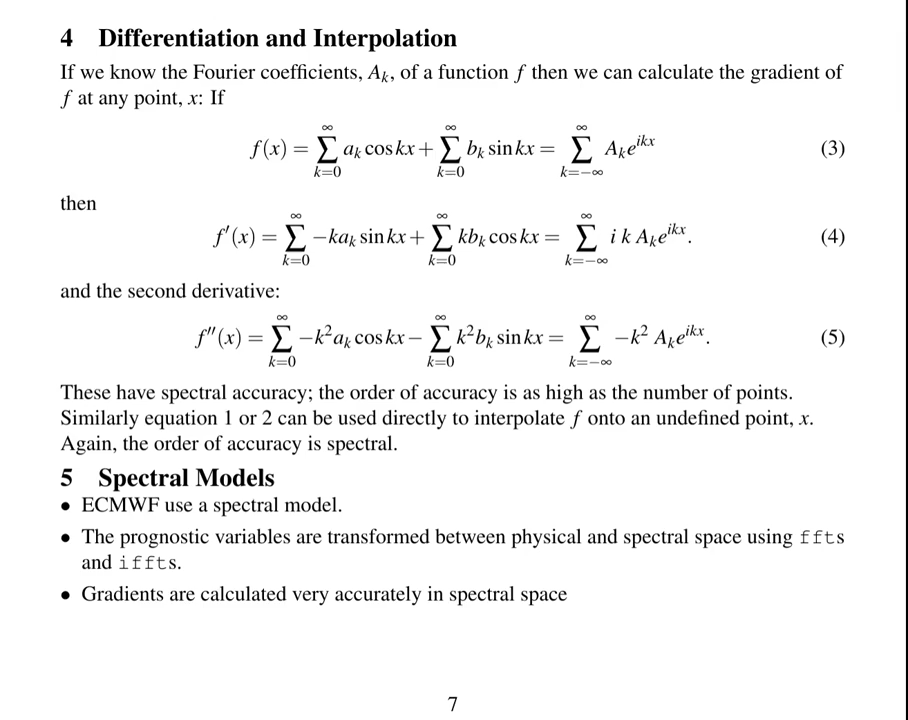 4 Differentiation and Interpolation
If we know the Fourier coefficients, A_k, of a function f then we can calculate the gradient of
f at any point, x: If
f(x) = ∑_{k=0}^{∞} a_k cos kx + ∑_{k=0}^{∞} b_k sin kx = ∑_{k=−∞}^{∞} A_k e^{ikx} (3)
then
f′(x) = ∑_{k=0}^{∞} −k a_k sin kx + ∑_{k=0}^{∞} k b_k cos kx = ∑_{k=−∞}^{∞} i k A_k e^{ikx}. (4)
and the second derivative:
f″(x) = ∑_{k=0}^{∞} −k² a_k cos kx − ∑_{k=0}^{∞} k² b_k sin kx = ∑_{k=−∞}^{∞} −k² A_k e^{ikx}. (5)
These have spectral accuracy; the order of accuracy is as high as the number of points.
Similarly equation 1 or 2 can be used directly to interpolate f onto an undefined point, x.
Again, the order of accuracy is spectral.
5 Spectral Models
• ECMWF use a spectral model.
• The prognostic variables are transformed between physical and spectral space using ffts
and iffts.
• Gradients are calculated very accurately in spectral space
7